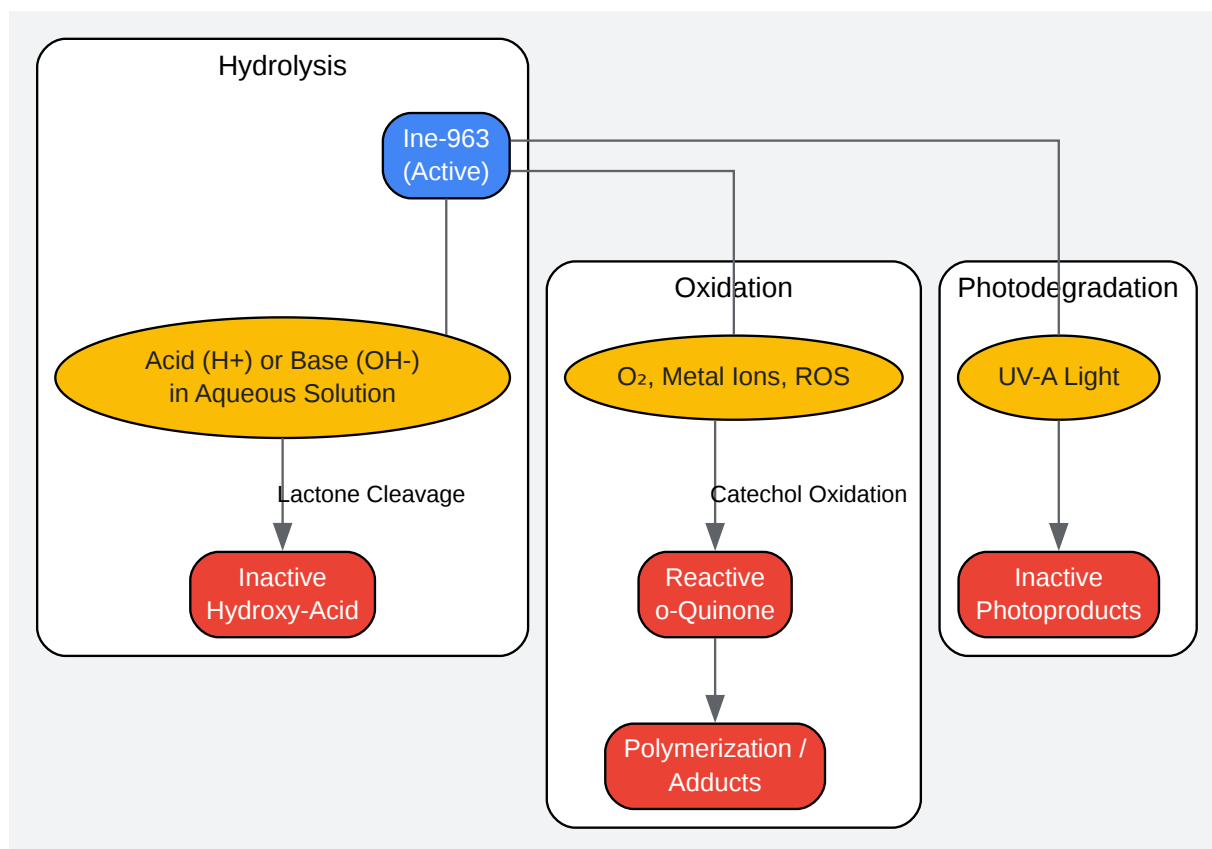 Hydrolysis
Ine-963
(Active)
Acid (H+) or Base (OH-)
in Aqueous Solution
Lactone Cleavage
Inactive
Hydroxy-Acid
Oxidation
O₂, Metal Ions, ROS
Catechol Oxidation
Reactive
o-Quinone
Polymerization /
Adducts
Photodegradation
UV-A Light
Inactive
Photoproducts